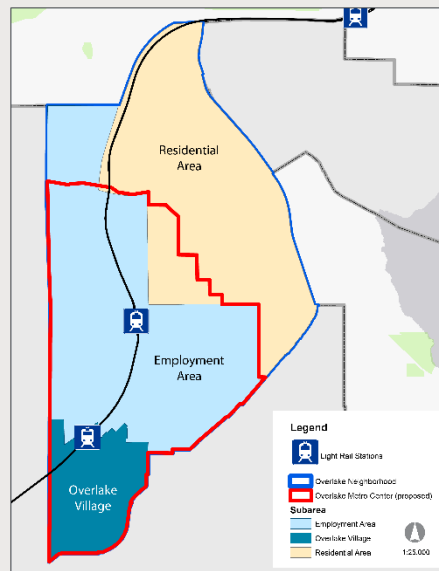 Residential
Area
Employment
Area
Overlake
Village
Legend
Light Rail Stations
Overlake Neighborhood
Overlake Metro Center (proposed)
Subarea
Employment Area
Overlake Village
Residential Area
1:25,000